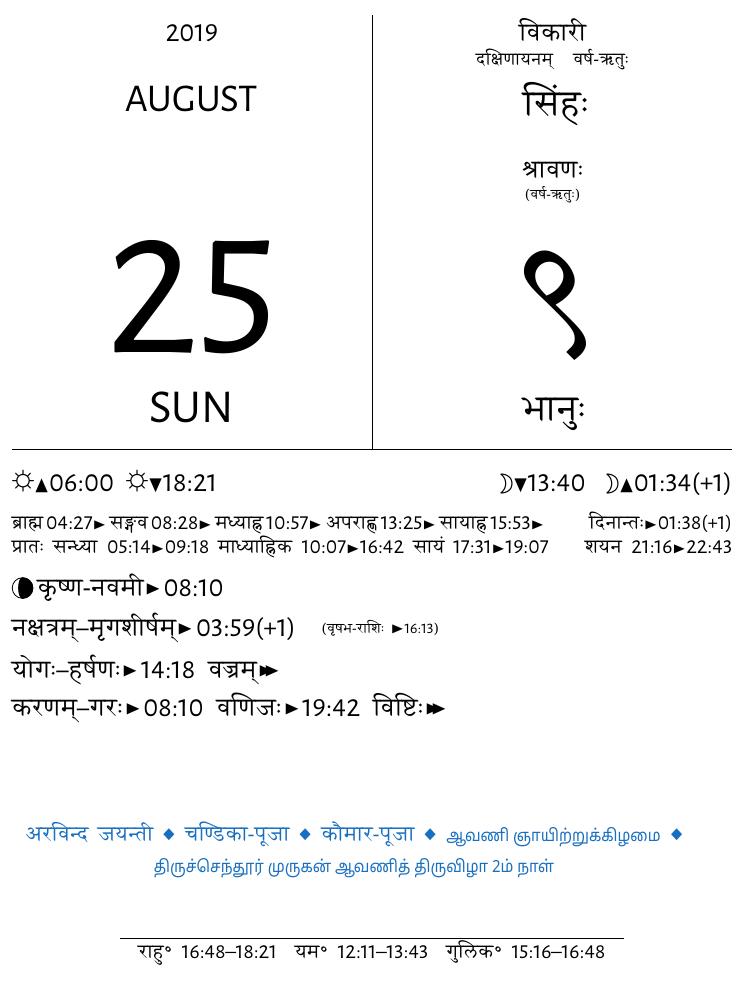 2019
AUGUST
25
SUN
विकारी
दक्षिणायनम् वर्ष-ऋतुः
सिंहः
श्रावणः
(वर्ष-ऋतुः)
९
भानुः
☼▲06:00 ☼▼18:21 ☽▼13:40 ☽▲01:34(+1)
ब्राह्म 04:27► सङ्गव 08:28► मध्याह्न 10:57► अपराह्ण 13:25► सायाह्न 15:53► दिनान्तः►01:38(+1)
प्रातः सन्ध्या 05:14►09:18 माध्याह्निक 10:07►16:42 सायं 17:31►19:07 शयन 21:16►22:43
कृष्ण-नवमी► 08:10
नक्षत्रम्–मृगशीर्षम्► 03:59(+1) (वृषभ-राशिः ►16:13)
योगः–हर्षणः►14:18 वज्रम्►►
करणम्–गरः►08:10 वणिजः►19:42 विष्टिः►►
अरविन्द जयन्ती ◆ चण्डिका-पूजा ◆ कौमार-पूजा ◆ ஆவணி ஞாயிற்றுக்கிழமை ◆
திருச்செந்தூர் முருகன் ஆவணித் திருவிழா 2ம் நாள்
राहु॰ 16:48–18:21 यम॰ 12:11–13:43 गुलिक॰ 15:16–16:48